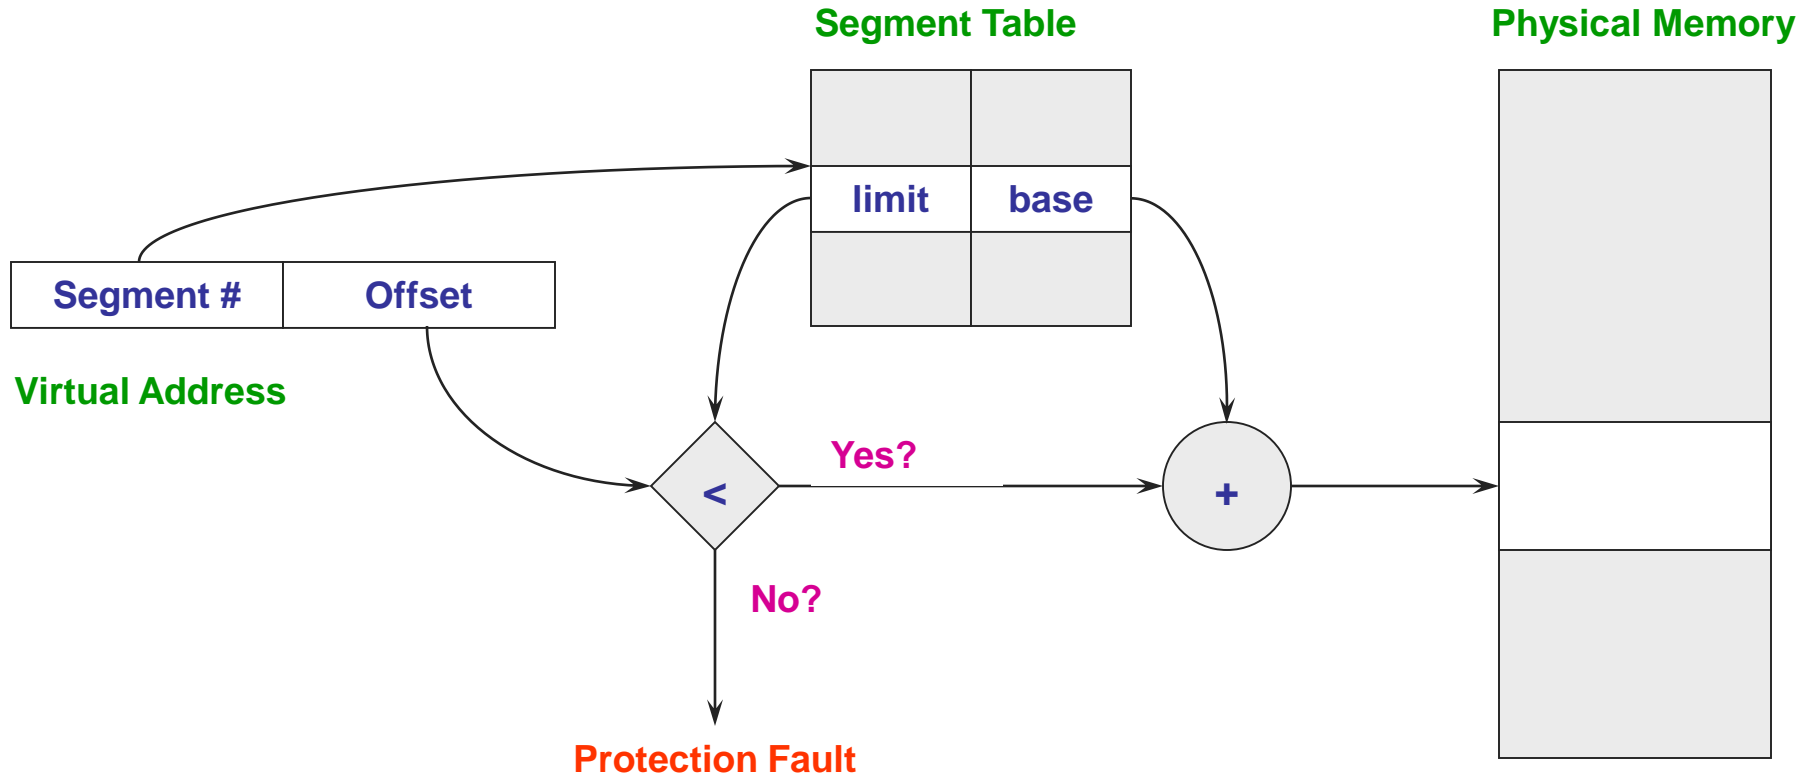 Segment Table
Physical Memory
limit
base
Segment #
Offset
Virtual Address
Yes?
<
+
No?
Protection Fault